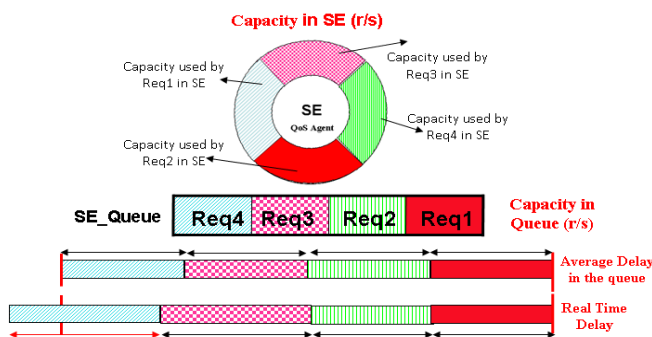 Capacity in SE (r/s)
Capacity used by
Req1 in SE
Capacity used by
Req3 in SE
SE
QoS Agent
Capacity used by
Req4 in SE
Capacity used by
Req2 in SE
SE_Queue
Req4
Req3
Req2
Req1
Capacity in
Queue (r/s)
Average Delay
in the queue
Real Time
Delay